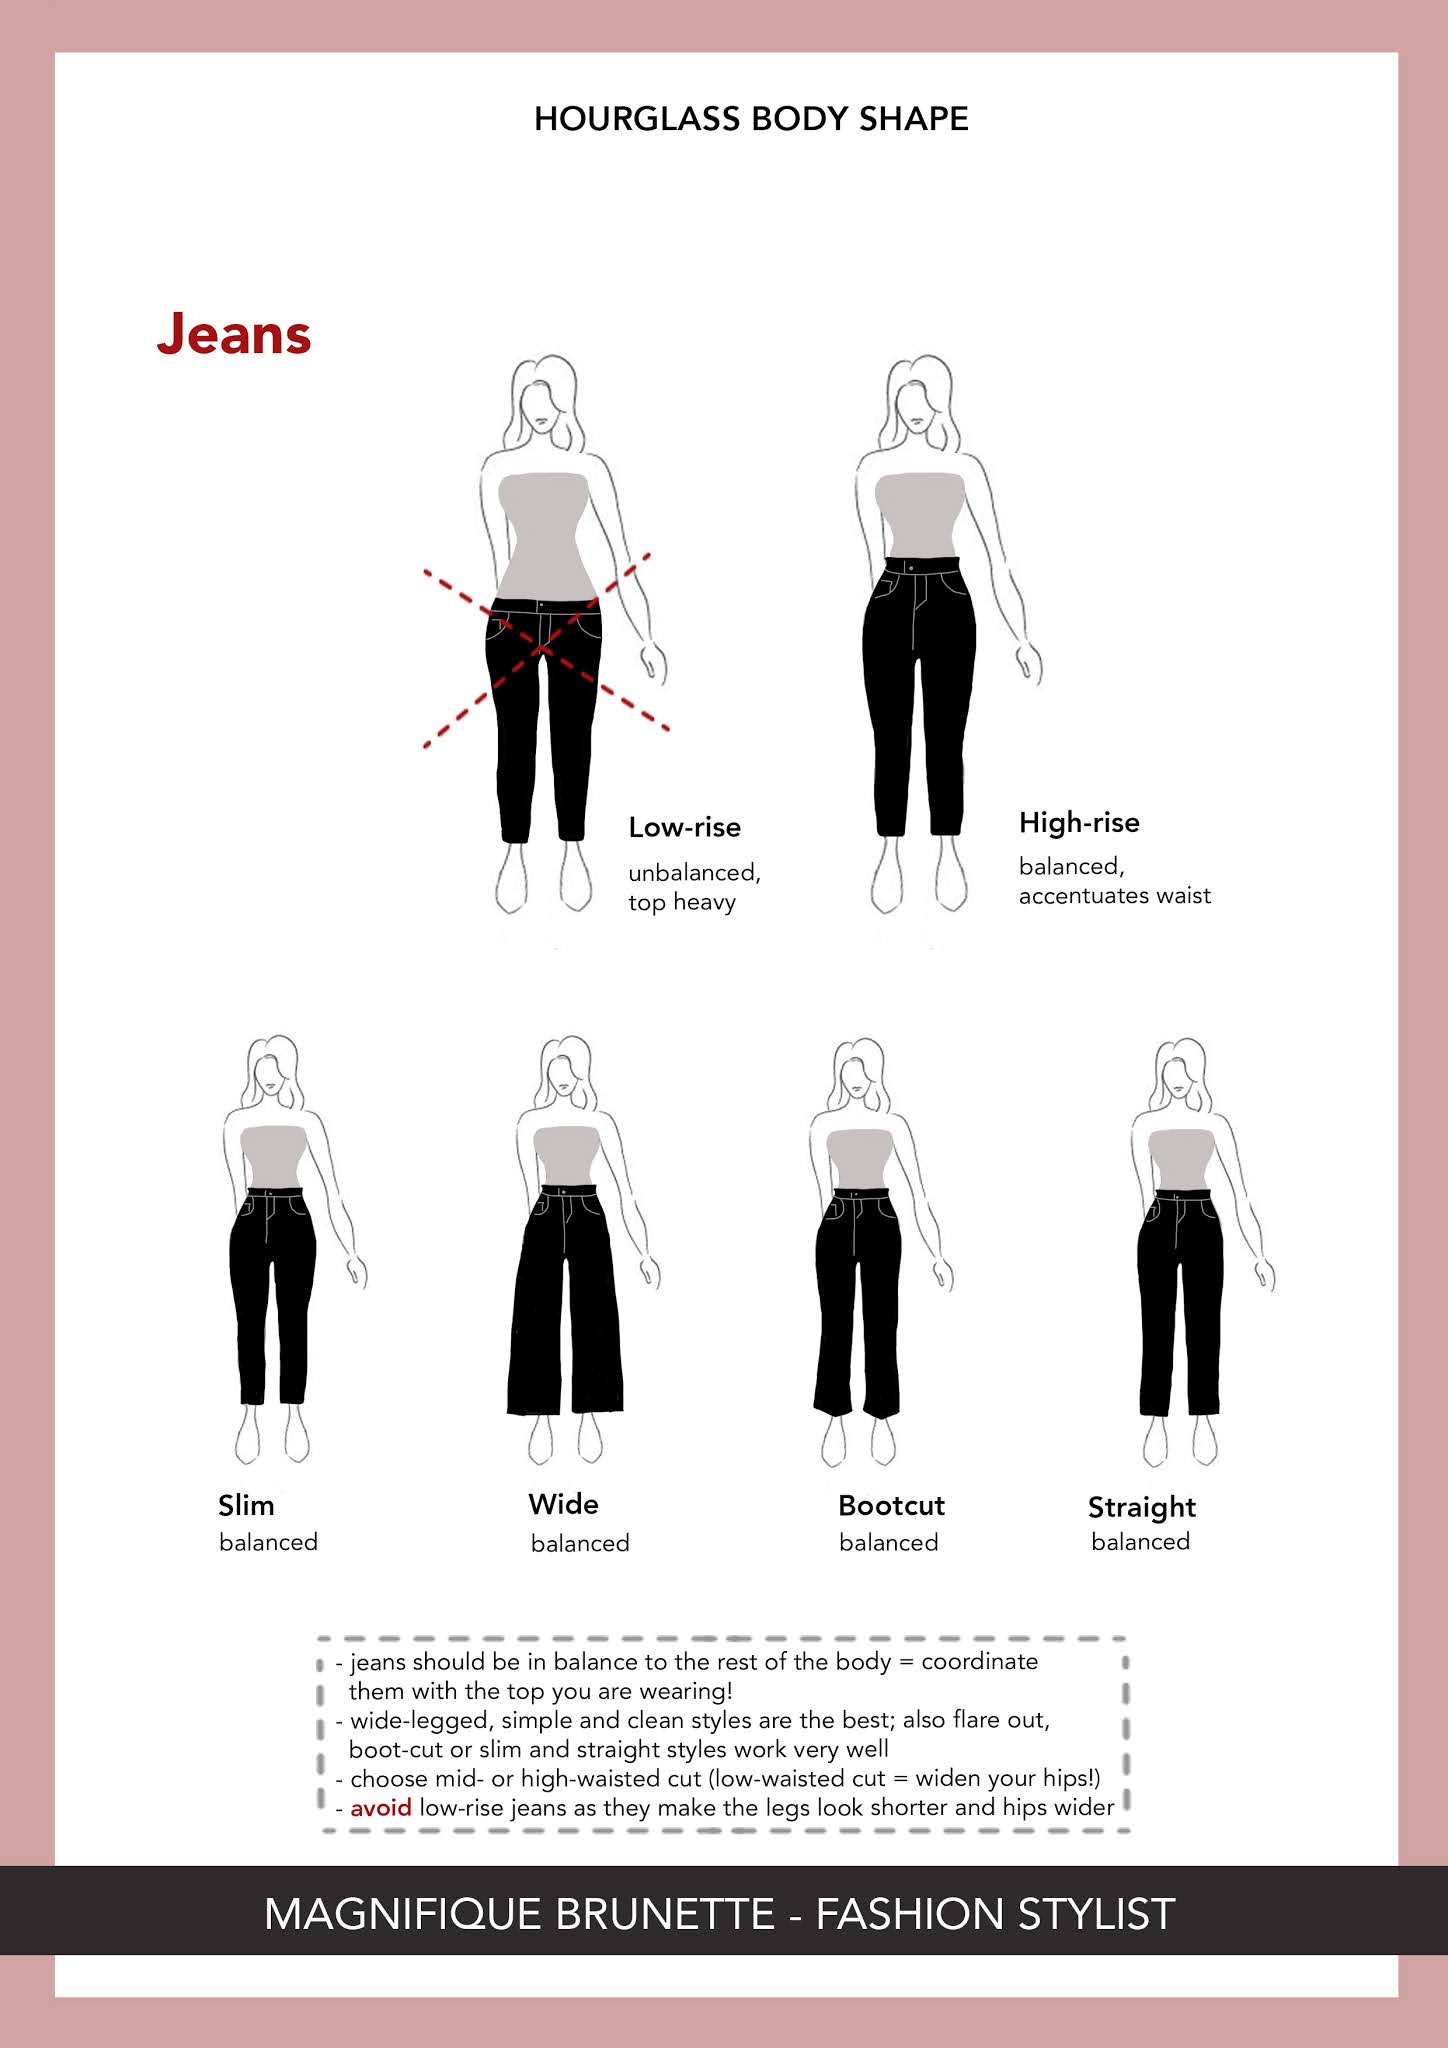 HOURGLASS BODY SHAPE
Jeans
Low-rise
unbalanced,
top heavy
High-rise
balanced,
accentuates waist
Slim
balanced
Wide
balanced
Bootcut
balanced
Straight
balanced
- jeans should be in balance to the rest of the body = coordinate
them with the top you are wearing!
- wide-legged, simple and clean styles are the best; also flare out,
boot-cut or slim and straight styles work very well
- choose mid- or high-waisted cut (low-waisted cut = widen your hips!)
- avoid low-rise jeans as they make the legs look shorter and hips wider
MAGNIFIQUE BRUNETTE - FASHION STYLIST